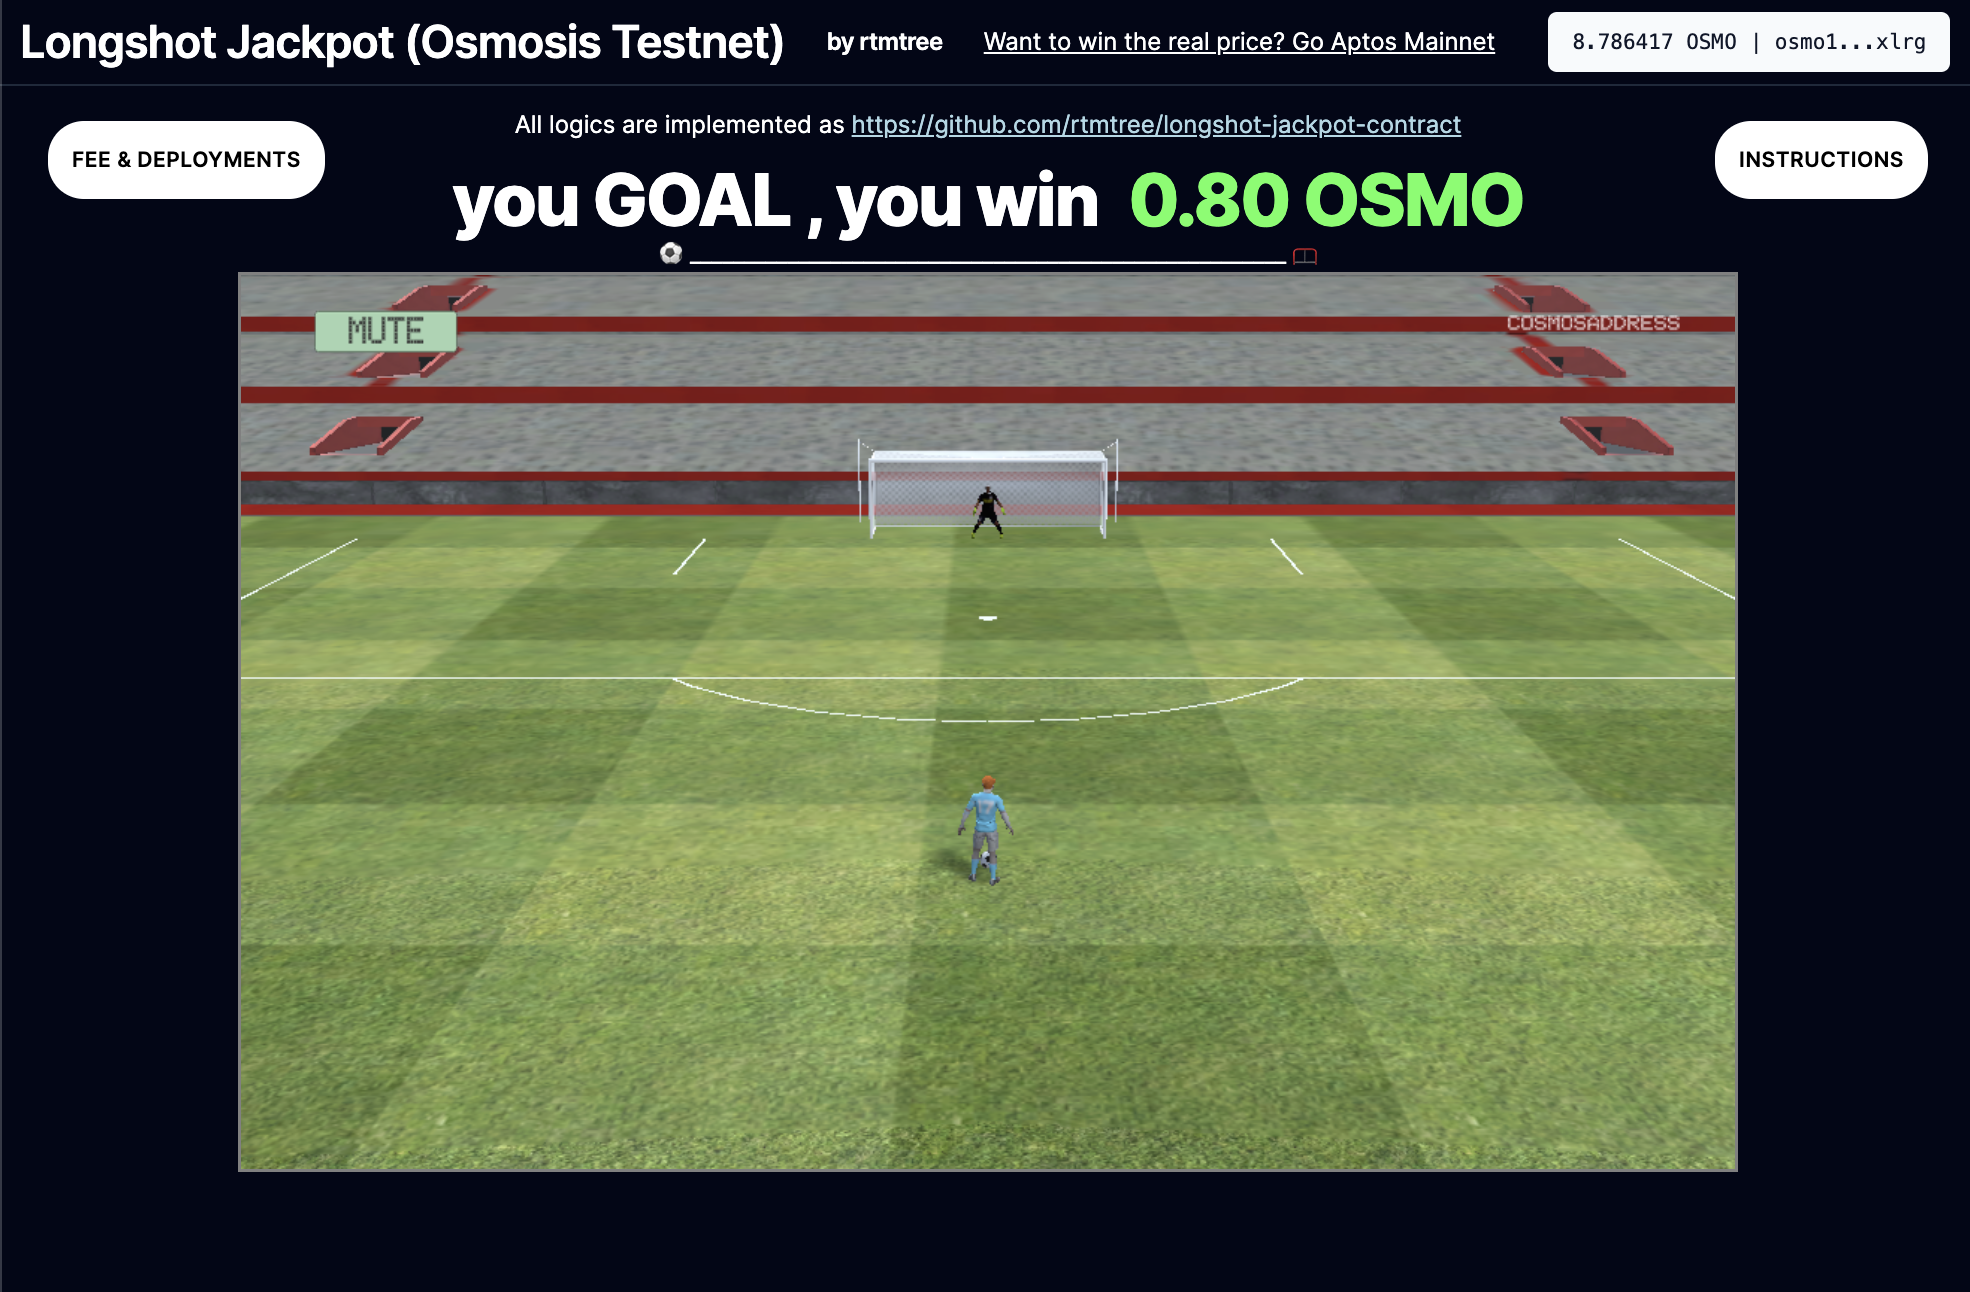 Longshot Jackpot (Osmosis Testnet) by rtmtree Want to win the real price? Go Aptos Mainnet 8.786417 OSMO | osmo1...xlrg
All logics are implemented as https://github.com/rtmtree/longshot-jackpot-contract
FEE & DEPLOYMENTS
INSTRUCTIONS
you GOAL , you win 0.80 OSMO
MUTE
COSMOSADDRESS